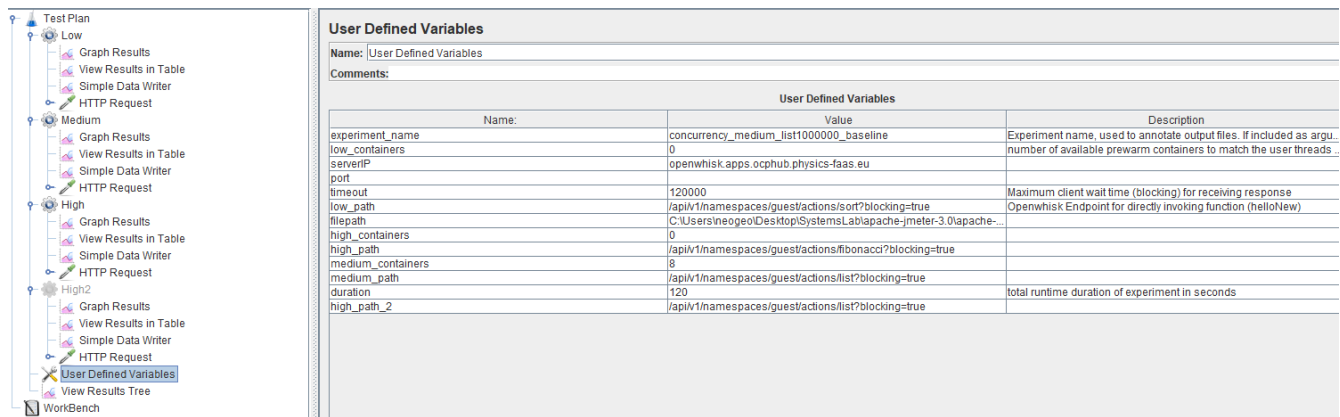 Test Plan
Low
Graph Results
View Results in Table
Simple Data Writer
HTTP Request
Medium
Graph Results
View Results in Table
Simple Data Writer
HTTP Request
High
Graph Results
View Results in Table
Simple Data Writer
HTTP Request
High2
Graph Results
View Results in Table
Simple Data Writer
HTTP Request
User Defined Variables
View Results Tree
WorkBench
User Defined Variables
Name: User Defined Variables
Comments:
User Defined Variables
Name: Value Description
experiment_name concurrency_medium_list1000000_baseline Experiment name, used to annotate output files. If included as argu...
low_containers 0 number of available prewarm containers to match the user threads ...
serverIP openwhisk.apps.ocphub.physics-faas.eu
port
timeout 120000 Maximum client wait time (blocking) for receiving response
low_path /api/v1/namespaces/guest/actions/sort?blocking=true Openwhisk Endpoint for directly invoking function (helloNew)
filepath C:\Users\neogeo\Desktop\SystemsLab\apache-jmeter-3.0\apache-...
high_containers 0
high_path /api/v1/namespaces/guest/actions/fibonacci?blocking=true
medium_containers 8
medium_path /api/v1/namespaces/guest/actions/list?blocking=true
duration 120 total runtime duration of experiment in seconds
high_path_2 /api/v1/namespaces/guest/actions/list?blocking=true